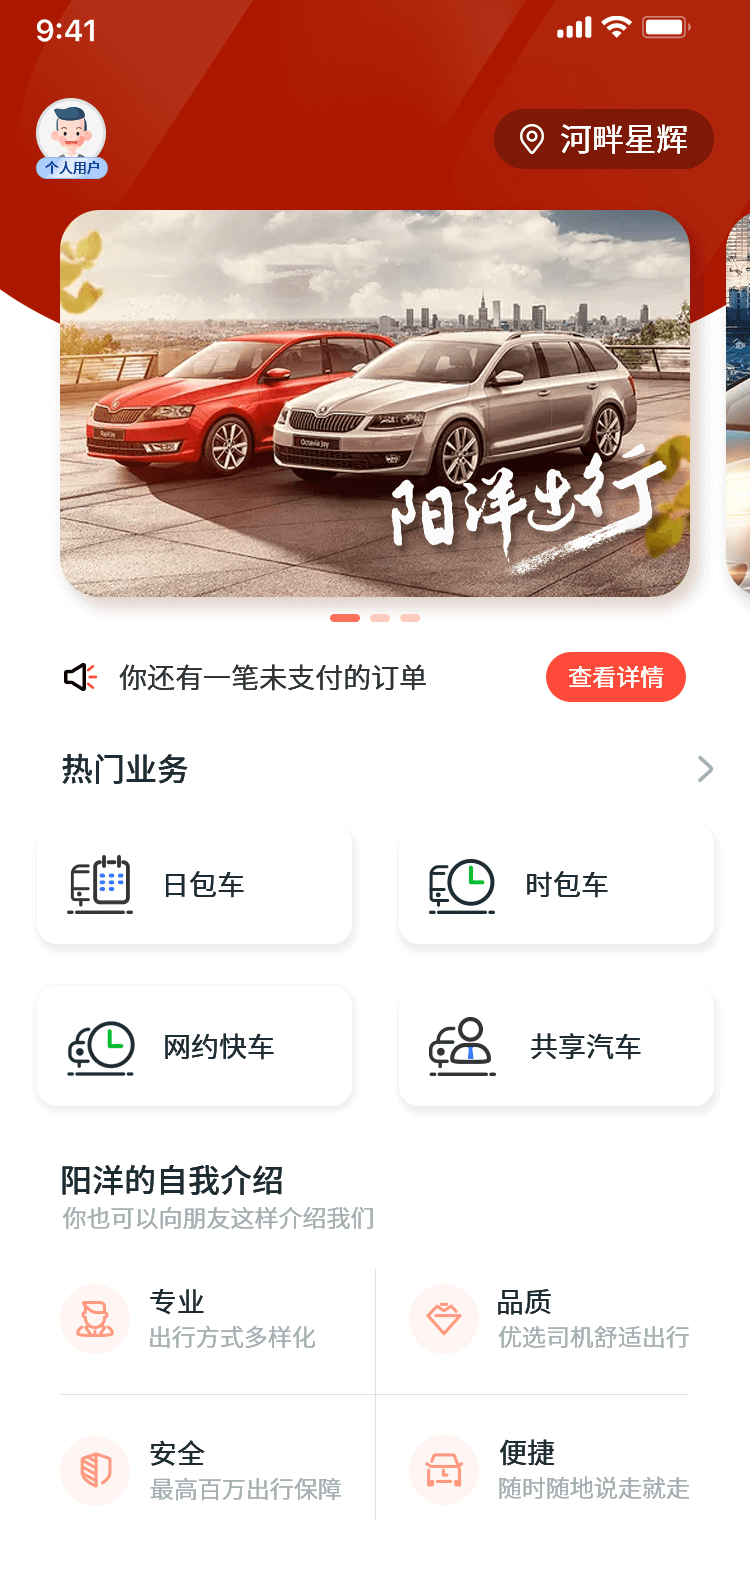 9:41
个人用户
河畔星辉
Rapid Joy
Octavia Joy
阳洋出行
你还有一笔未支付的订单
查看详情
热门业务
日包车
时包车
网约快车
共享汽车
阳洋的自我介绍
你也可以向朋友这样介绍我们
专业
出行方式多样化
品质
优选司机舒适出行
安全
最高百万出行保障
便捷
随时随地说走就走